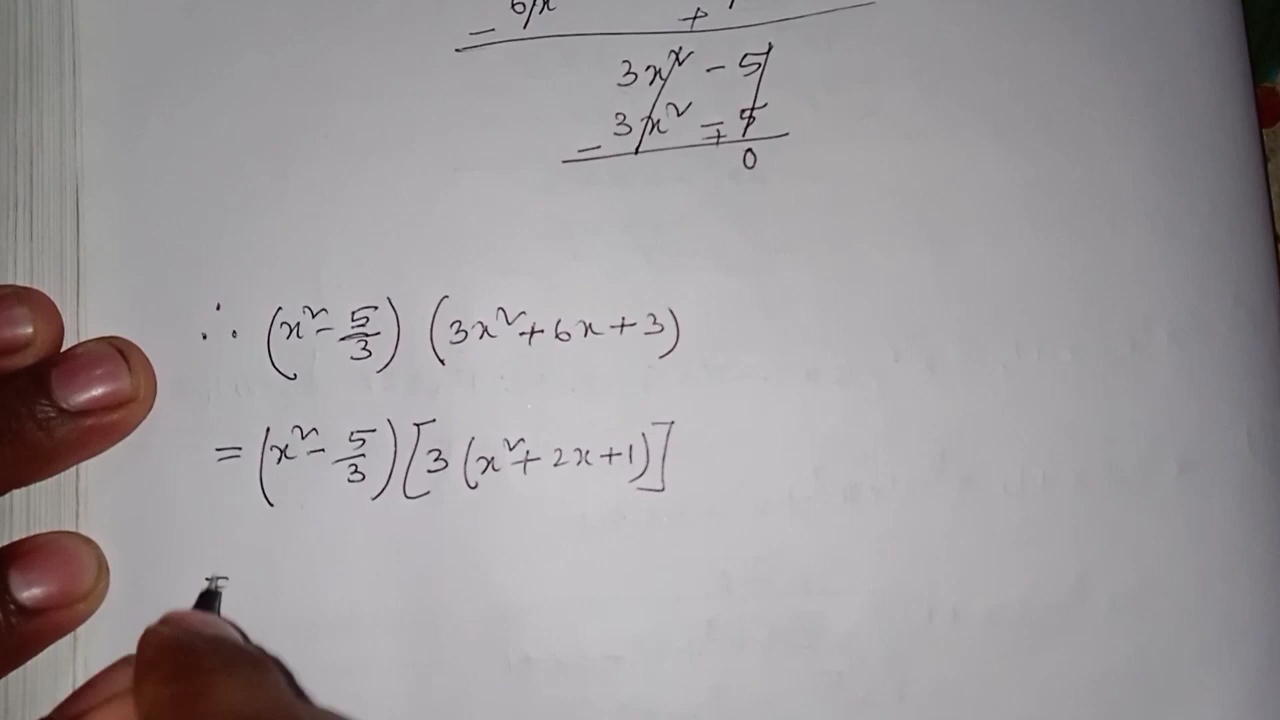 3x² - 5
- 3x² ∓ 5
0
∴ (x² - 5/3) (3x² + 6x + 3)
= (x² - 5/3) [3 (x² + 2x + 1)]
=